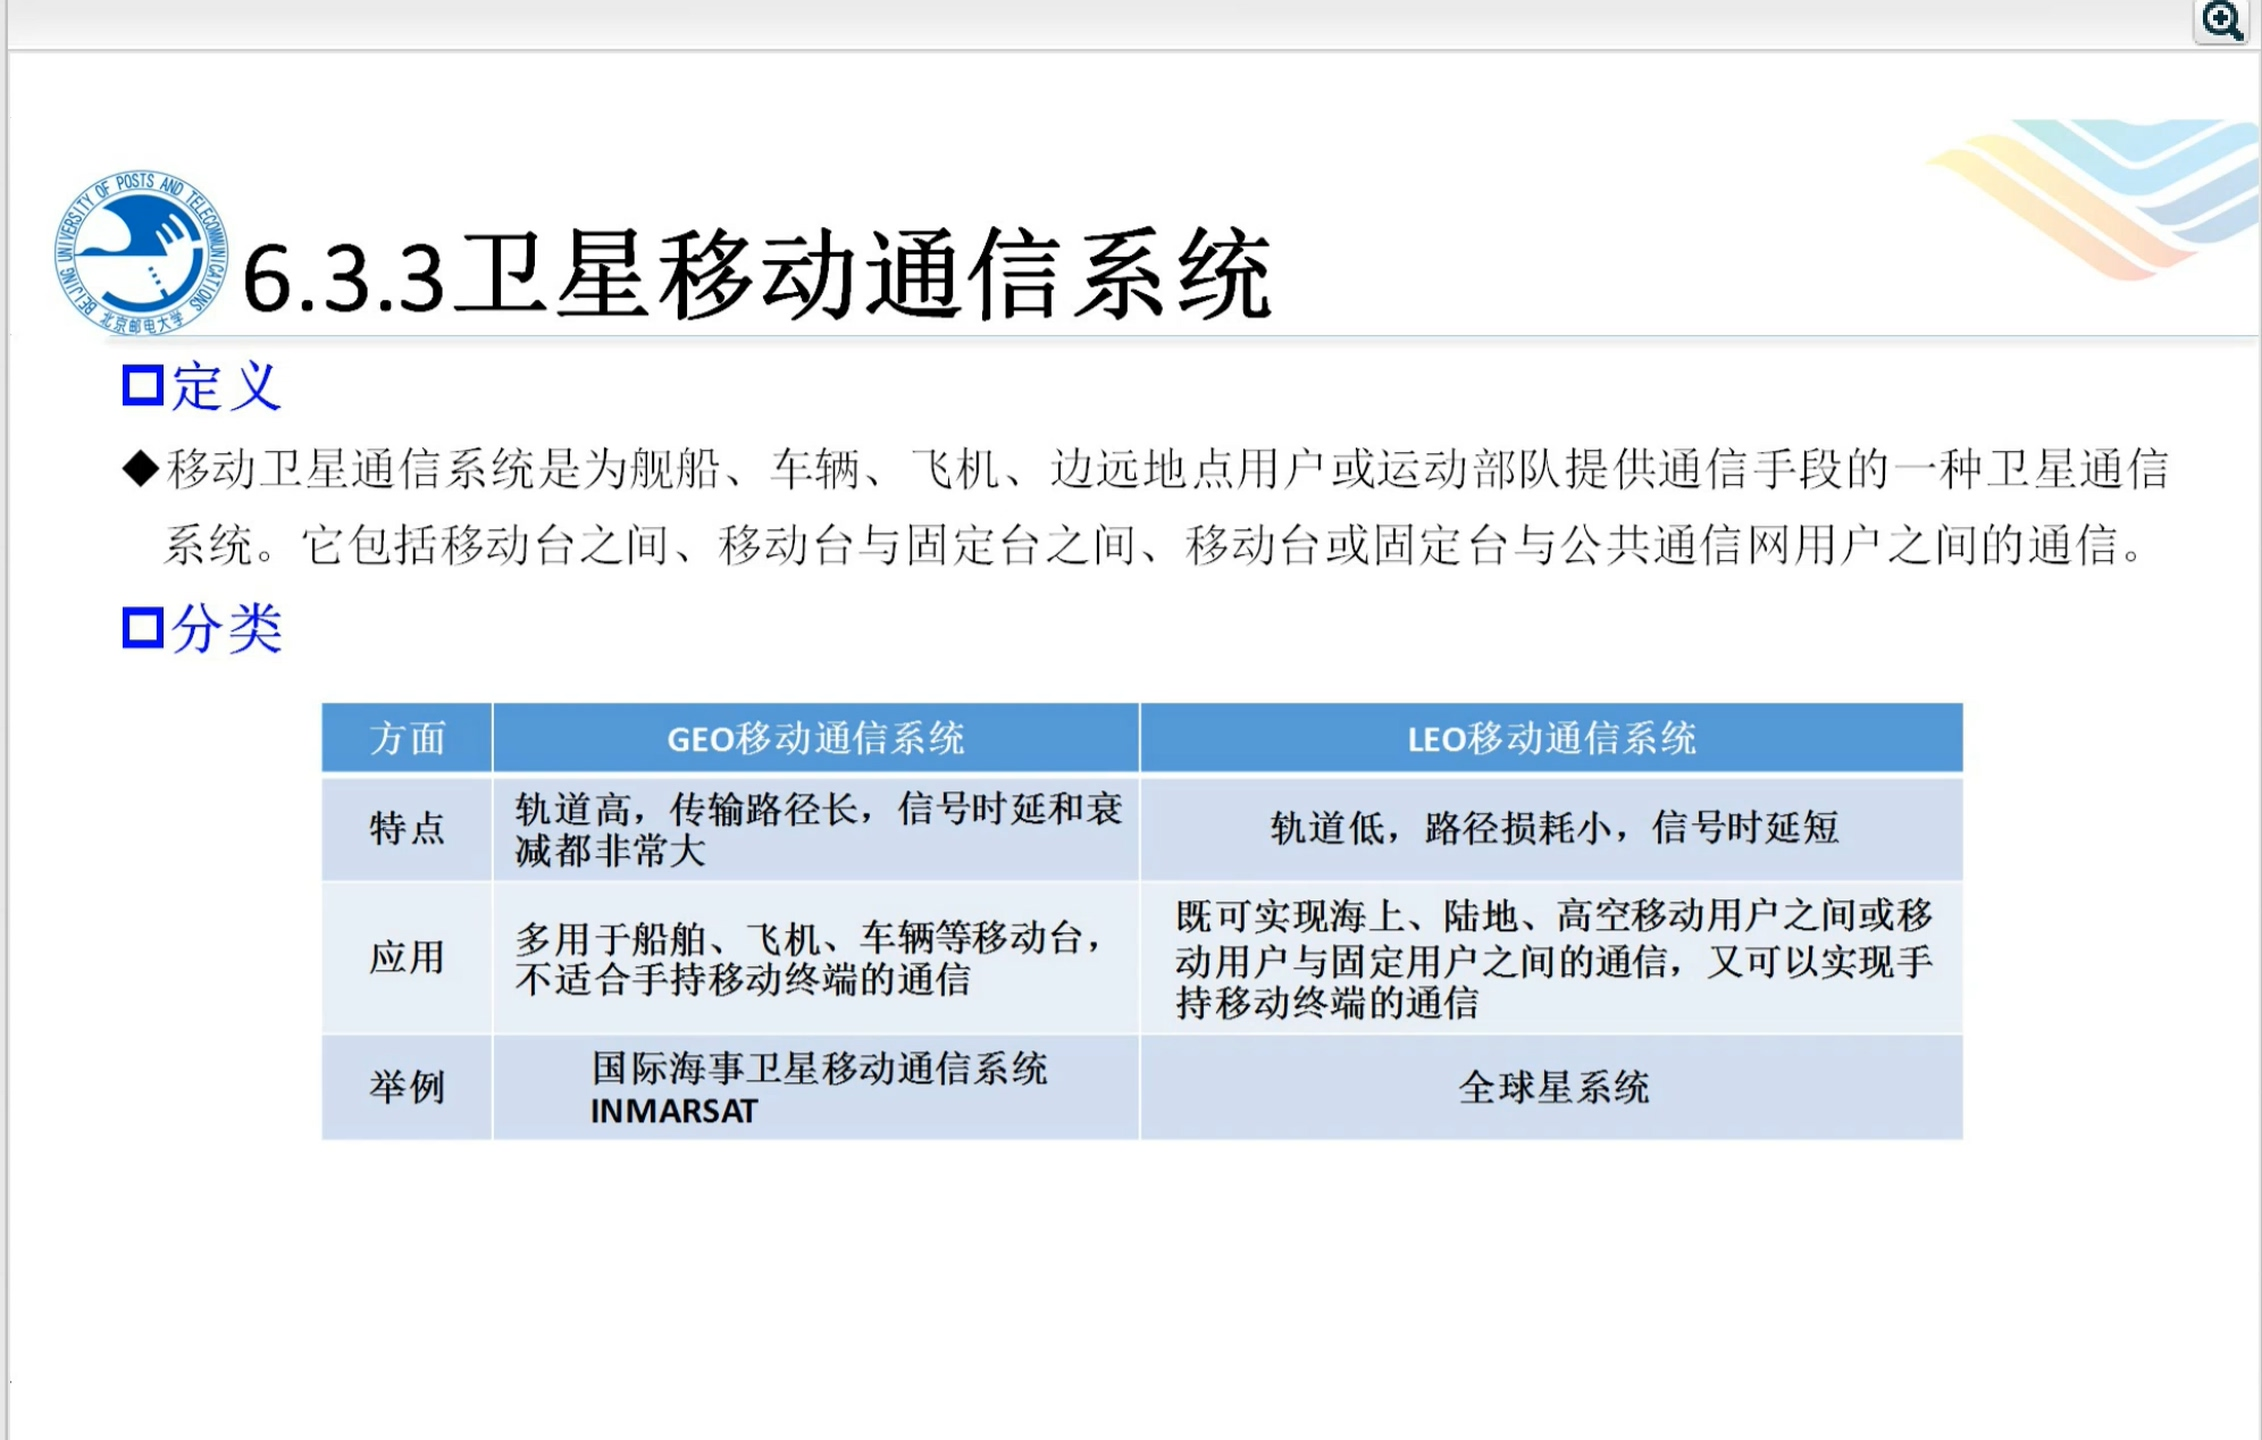 BEIJING UNIVERSITY OF POSTS AND TELECOMMUNICATIONS
北京邮电大学
6.3.3卫星移动通信系统
定义
◆移动卫星通信系统是为舰船、车辆、飞机、边远地点用户或运动部队提供通信手段的一种卫星通信
系统。它包括移动台之间、移动台与固定台之间、移动台或固定台与公共通信网用户之间的通信。
分类
方面 GEO移动通信系统 LEO移动通信系统
特点
轨道高，传输路径长，信号时延和衰
减都非常大
轨道低，路径损耗小，信号时延短
应用
多用于船舶、飞机、车辆等移动台，
不适合手持移动终端的通信
既可实现海上、陆地、高空移动用户之间或移
动用户与固定用户之间的通信，又可以实现手
持移动终端的通信
举例
国际海事卫星移动通信系统
INMARSAT
全球星系统